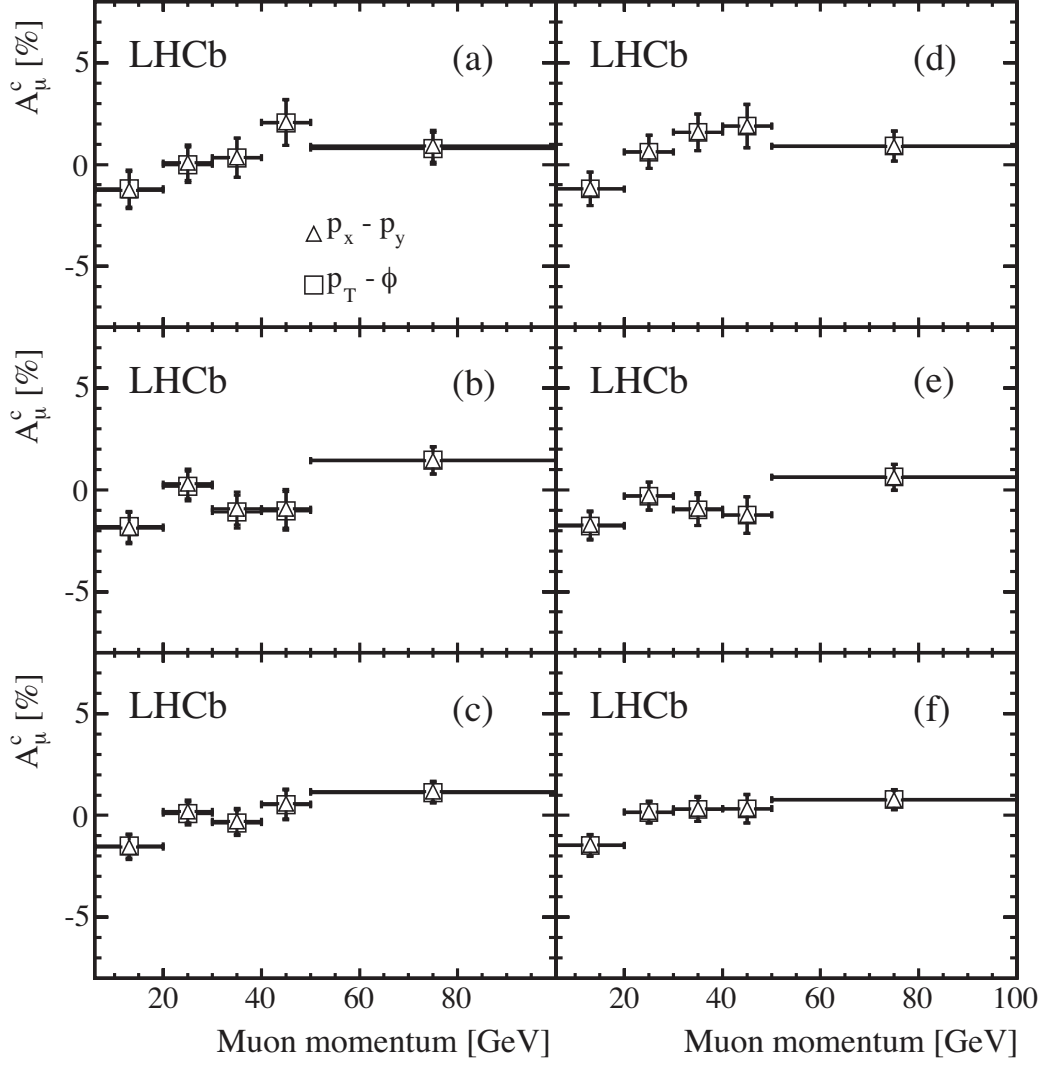 LHCb (a)
A_μ^c [%]
5
0
-5
p_x - p_y
p_T - ϕ
LHCb (d)
LHCb (b)
A_μ^c [%]
5
0
-5
LHCb (e)
LHCb (c)
A_μ^c [%]
5
0
-5
LHCb (f)
20 40 60 80
20 40 60 80 100
Muon momentum [GeV]
Muon momentum [GeV]